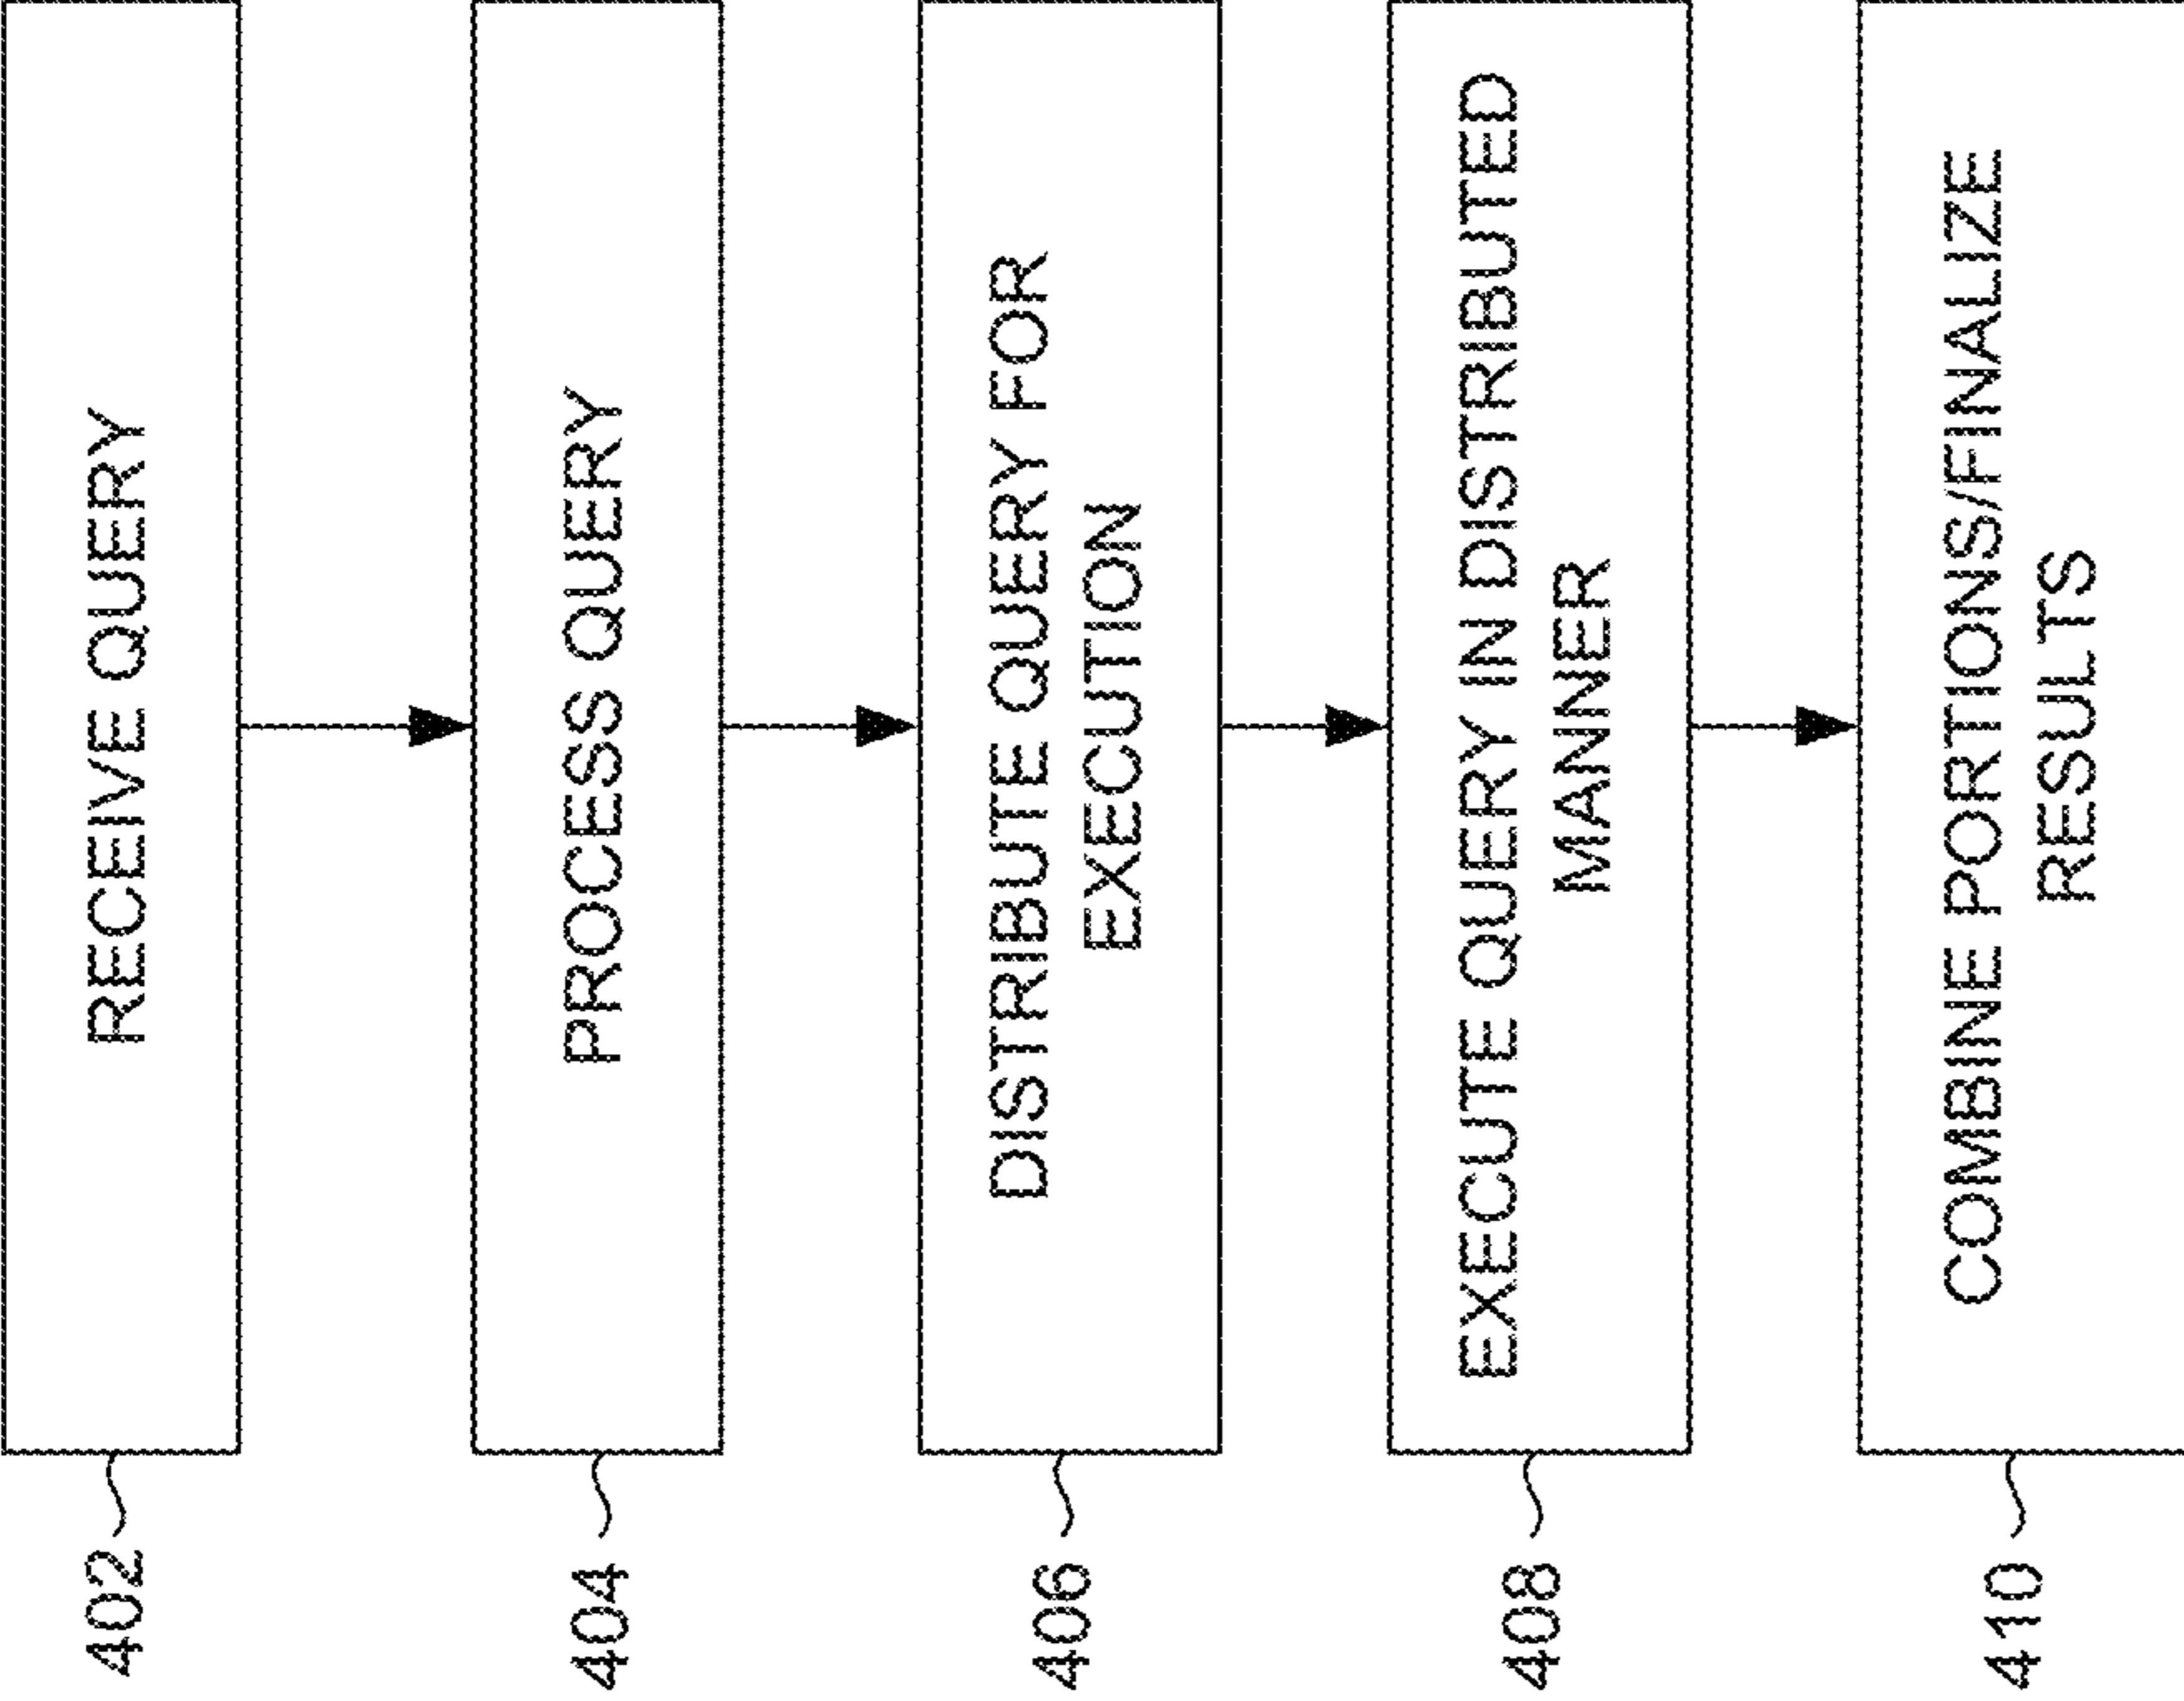 402
RECEIVE QUERY
404
PROCESS QUERY
406
DISTRIBUTE QUERY FOR
EXECUTION
408
EXECUTE QUERY IN DISTRIBUTED
MANNER
410
COMBINE PORTIONS/FINALIZE
RESULTS